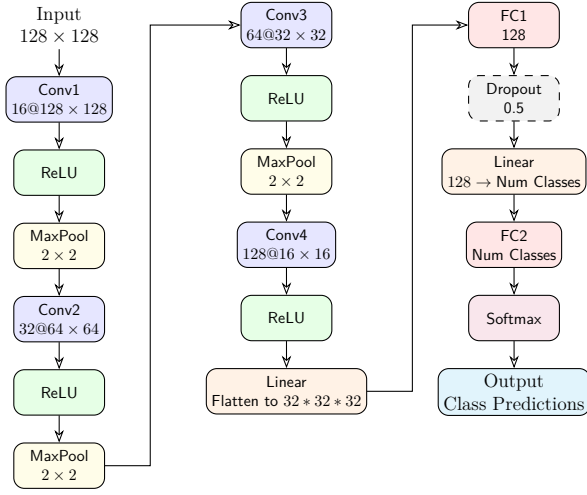 Input
128 × 128
Conv1
16@128 × 128
ReLU
MaxPool
2 × 2
Conv2
32@64 × 64
ReLU
MaxPool
2 × 2
Conv3
64@32 × 32
ReLU
MaxPool
2 × 2
Conv4
128@16 × 16
ReLU
Linear
Flatten to 32 * 32 * 32
FC1
128
Dropout
0.5
Linear
128 → Num Classes
FC2
Num Classes
Softmax
Output
Class Predictions